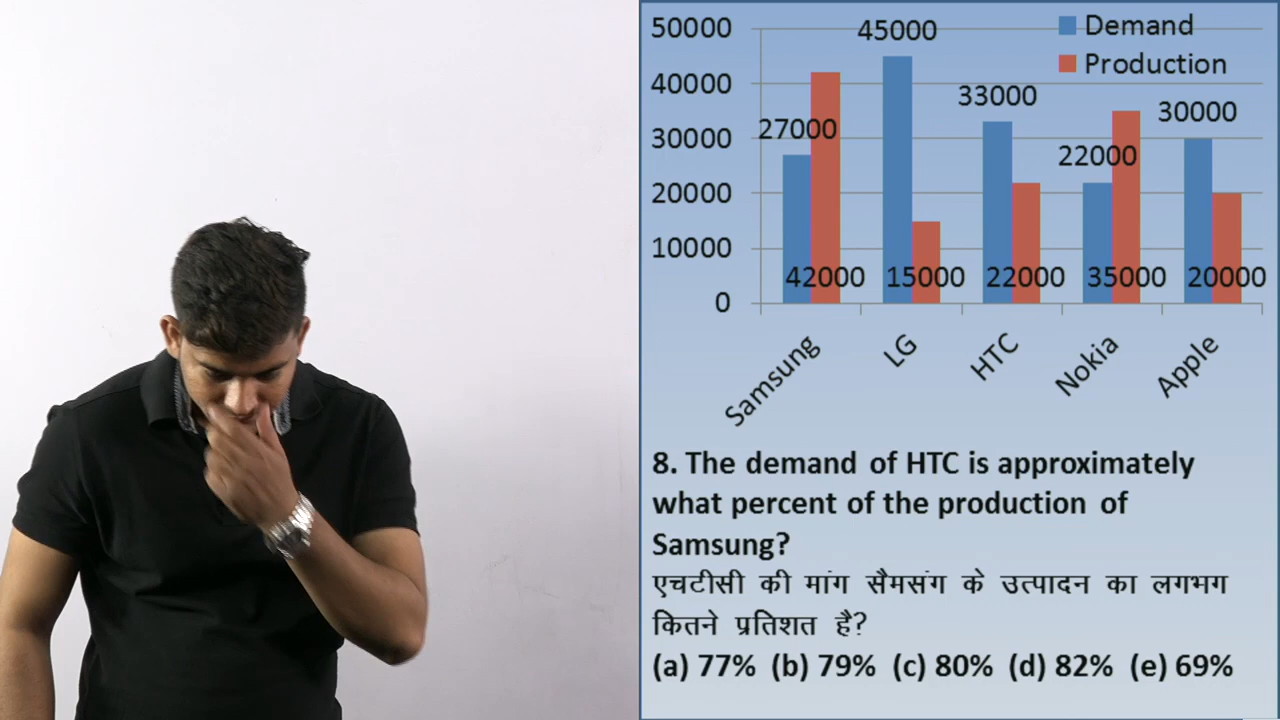 50000
40000
30000
20000
10000
0
Demand
Production
27000
45000
33000
22000
30000
42000
15000
22000
35000
20000
Samsung
LG
HTC
Nokia
Apple
8. The demand of HTC is approximately
what percent of the production of
Samsung?
एचटीसी की मांग सैमसंग के उत्पादन का लगभग
कितने प्रतिशत है?
(a) 77% (b) 79% (c) 80% (d) 82% (e) 69%